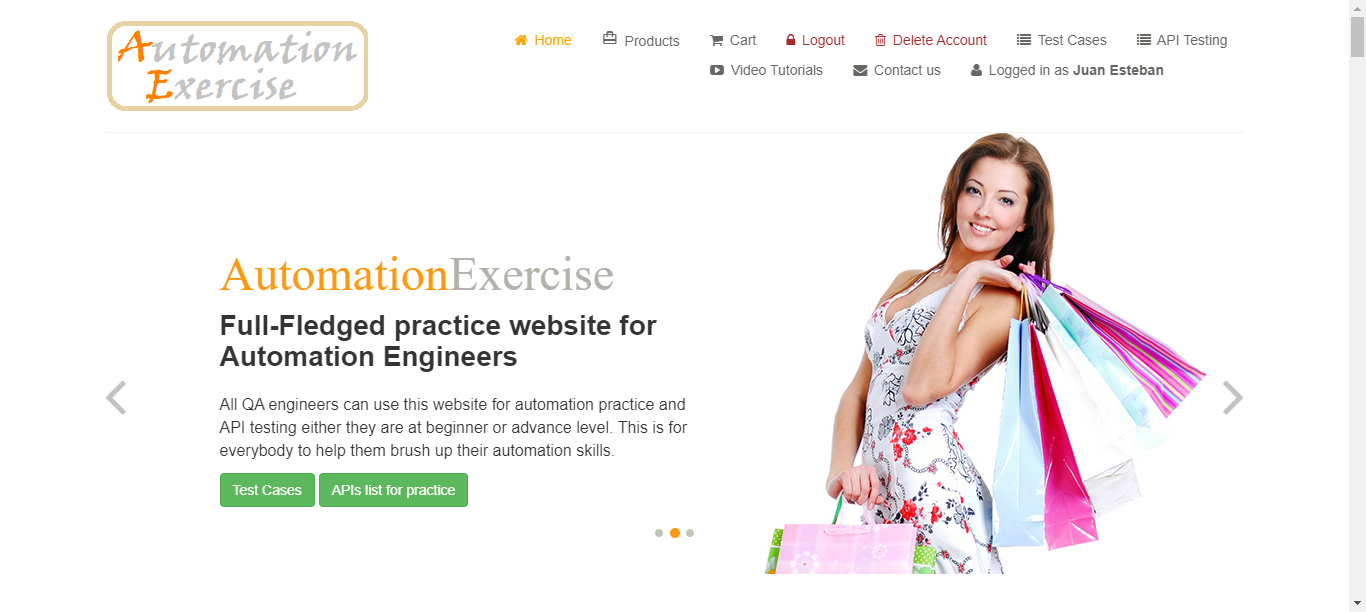 Automation
Exercise
Home Products Cart Logout Delete Account Test Cases API Testing
Video Tutorials Contact us Logged in as Juan Esteban
AutomationExercise
Full-Fledged practice website for
Automation Engineers
All QA engineers can use this website for automation practice and
API testing either they are at beginner or advance level. This is for
everybody to help them brush up their automation skills.
Test Cases APIs list for practice